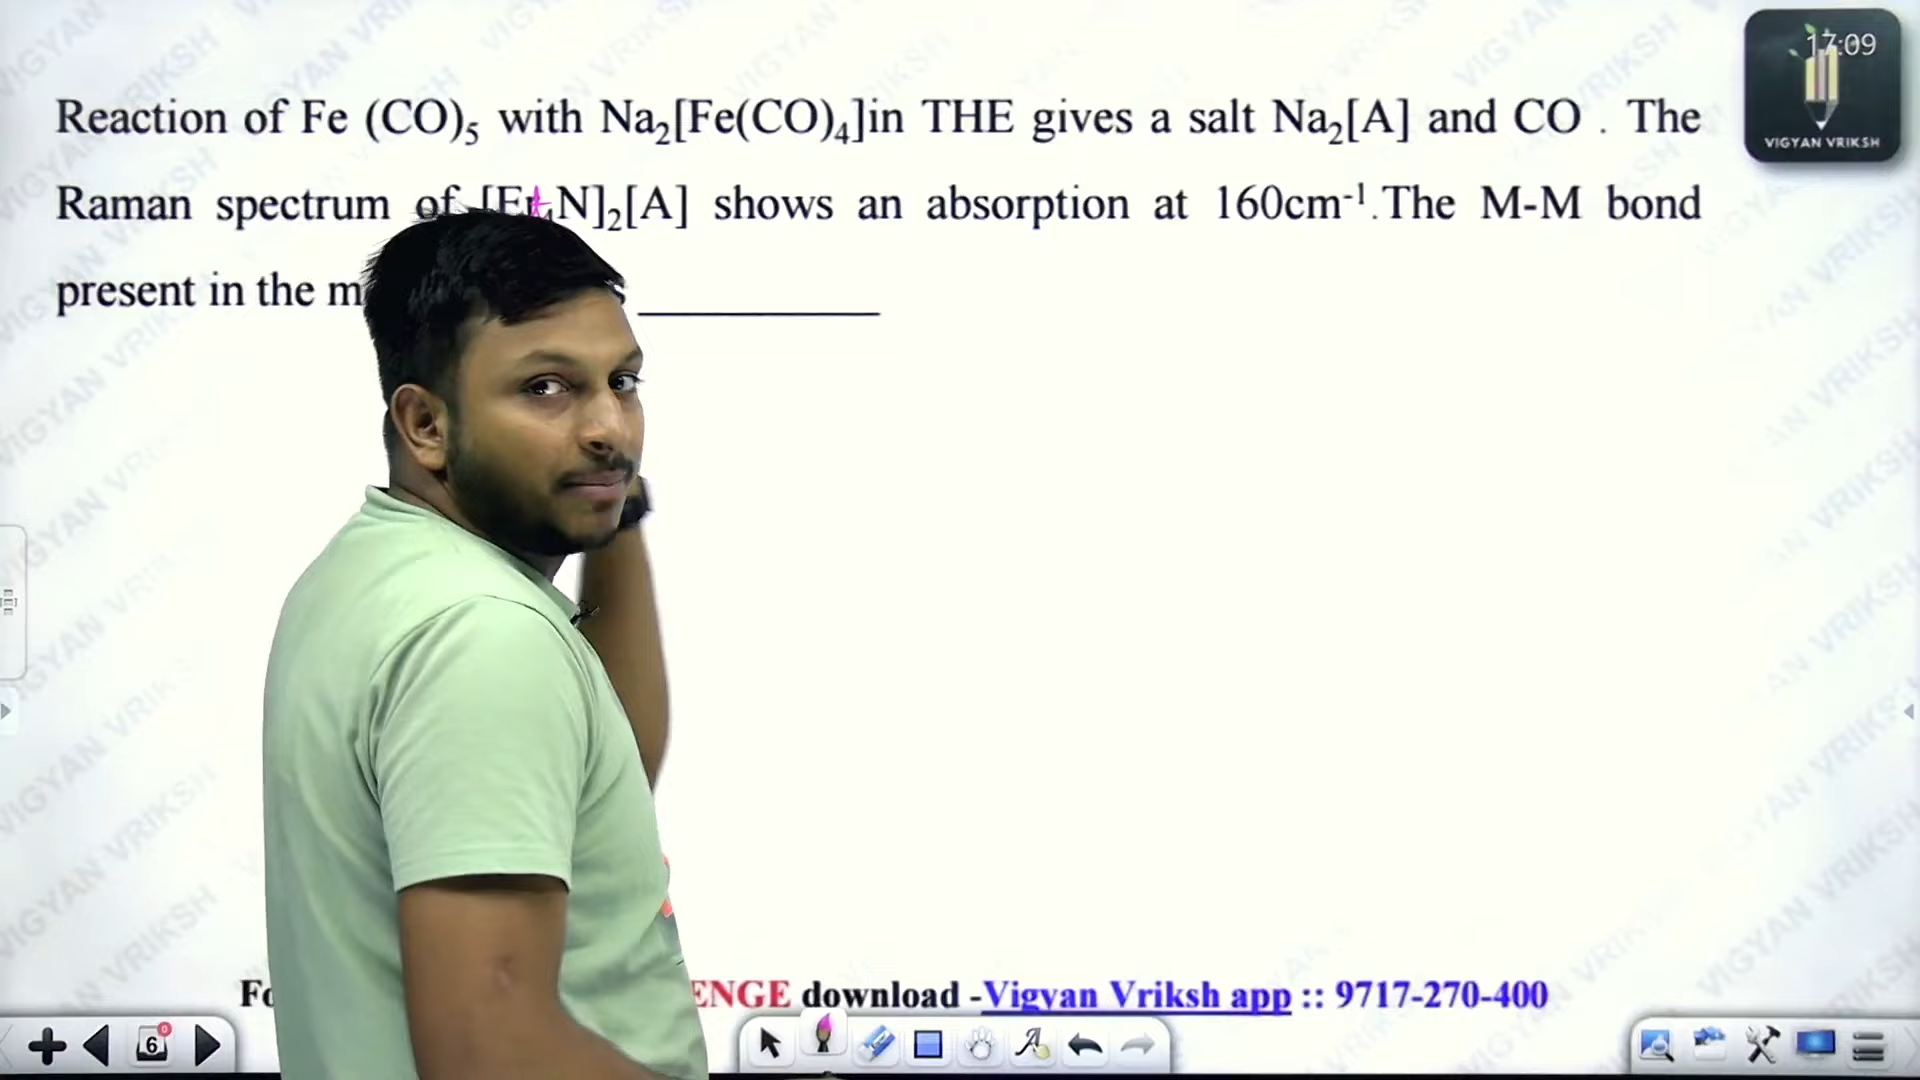 17:09
VIGYAN VRIKSH
Reaction of Fe (CO)₅ with Na₂[Fe(CO)₄]in THE gives a salt Na₂[A] and CO . The
Raman spectrum of N]₂[A] shows an absorption at 160cm⁻¹.The M-M bond
present in the
download -Vigyan Vriksh app :: 9717-270-400
6